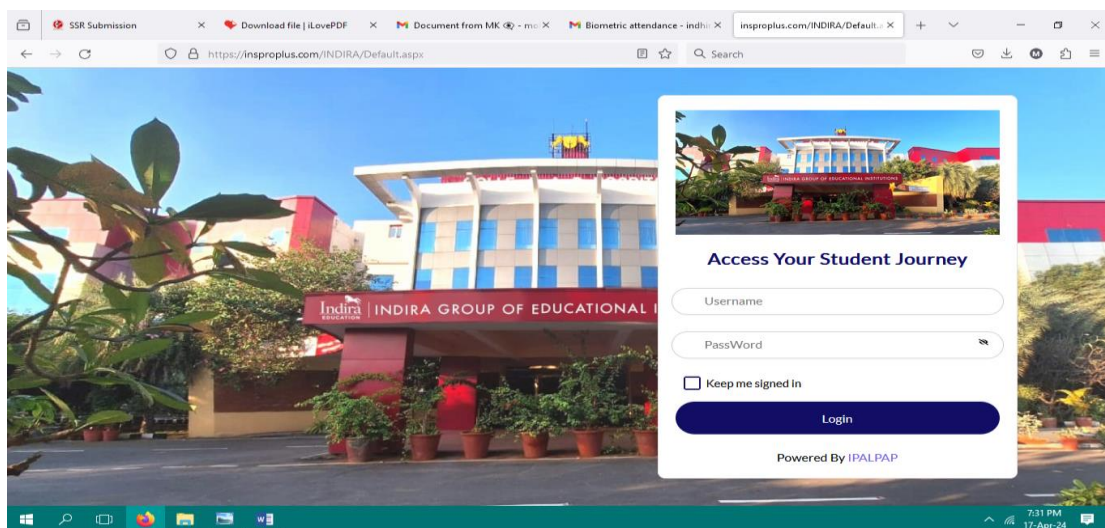 SSR Submission
Download file | iLovePDF
Document from MK
Biometric attendance - indhi
insproplus.com/INDIRA/Default.a
https://insproplus.com/INDIRA/Default.aspx
Search
INDIRA GROUP OF EDUCATIONAL INSTITUTIONS
Access Your Student Journey
Indira
EDUCATION
INDIRA GROUP OF EDUCATIONAL I
Username
PassWord
Keep me signed in
Login
Powered By IPALPAP
7:31 PM
17-Apr-24